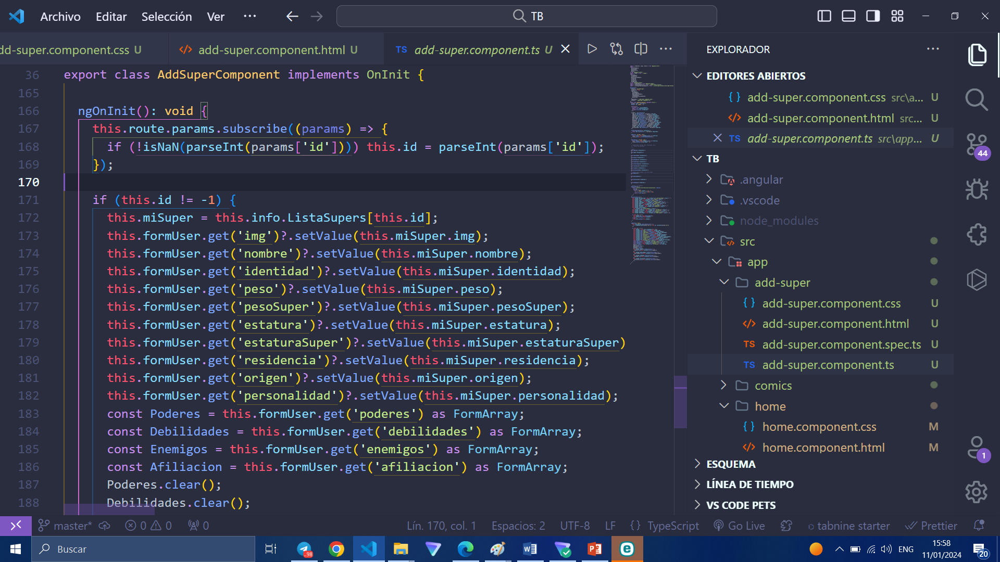 Archivo Editar Selección Ver ··· TB
dd-super.component.css U add-super.component.html U TS add-super.component.ts U
36 export class AddSuperComponent implements OnInit {
165
166 ngOnInit(): void {
167 this.route.params.subscribe((params) => {
168 if (!isNaN(parseInt(params['id']))) this.id = parseInt(params['id']);
169 });
170
171 if (this.id != -1) {
172 this.miSuper = this.info.ListaSupers[this.id];
173 this.formUser.get('img')?.setValue(this.miSuper.img);
174 this.formUser.get('nombre')?.setValue(this.miSuper.nombre);
175 this.formUser.get('identidad')?.setValue(this.miSuper.identidad);
176 this.formUser.get('peso')?.setValue(this.miSuper.peso);
177 this.formUser.get('pesoSuper')?.setValue(this.miSuper.pesoSuper);
178 this.formUser.get('estatura')?.setValue(this.miSuper.estatura);
179 this.formUser.get('estaturaSuper')?.setValue(this.miSuper.estaturaSuper)
180 this.formUser.get('residencia')?.setValue(this.miSuper.residencia);
181 this.formUser.get('origen')?.setValue(this.miSuper.origen);
182 this.formUser.get('personalidad')?.setValue(this.miSuper.personalidad);
183 const Poderes = this.formUser.get('poderes') as FormArray;
184 const Debilidades = this.formUser.get('debilidades') as FormArray;
185 const Enemigos = this.formUser.get('enemigos') as FormArray;
186 const Afiliacion = this.formUser.get('afiliacion') as FormArray;
187 Poderes.clear();
188 Debilidades.clear();
EXPLORADOR ···
EDITORES ABIERTOS
{ } add-super.component.css src\a... U
</> add-super.component.html src... U
TS add-super.component.ts src\app... U
TB
.angular
.vscode
node_modules
src
app
add-super
{ } add-super.component.css U
</> add-super.component.html U
TS add-super.component.spec.ts U
TS add-super.component.ts U
comics
home
{ } home.component.css M
</> home.component.html M
ESQUEMA
LÍNEA DE TIEMPO
VS CODE PETS
44
1
master* 0 0 0 Lín. 170, col. 1 Espacios: 2 UTF-8 LF { } TypeScript Go Live tabnine starter Prettier
Buscar ..98 ENG 15:58
11/01/2024 20